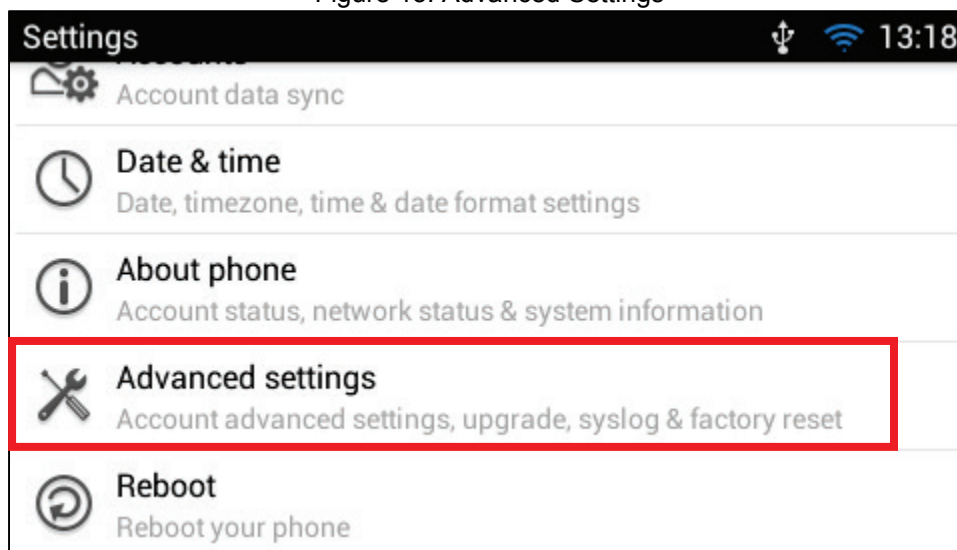 Settings 13:18
Account data sync
Date & time
Date, timezone, time & date format settings
About phone
Account status, network status & system information
Advanced settings
Account advanced settings, upgrade, syslog & factory reset
Reboot
Reboot your phone